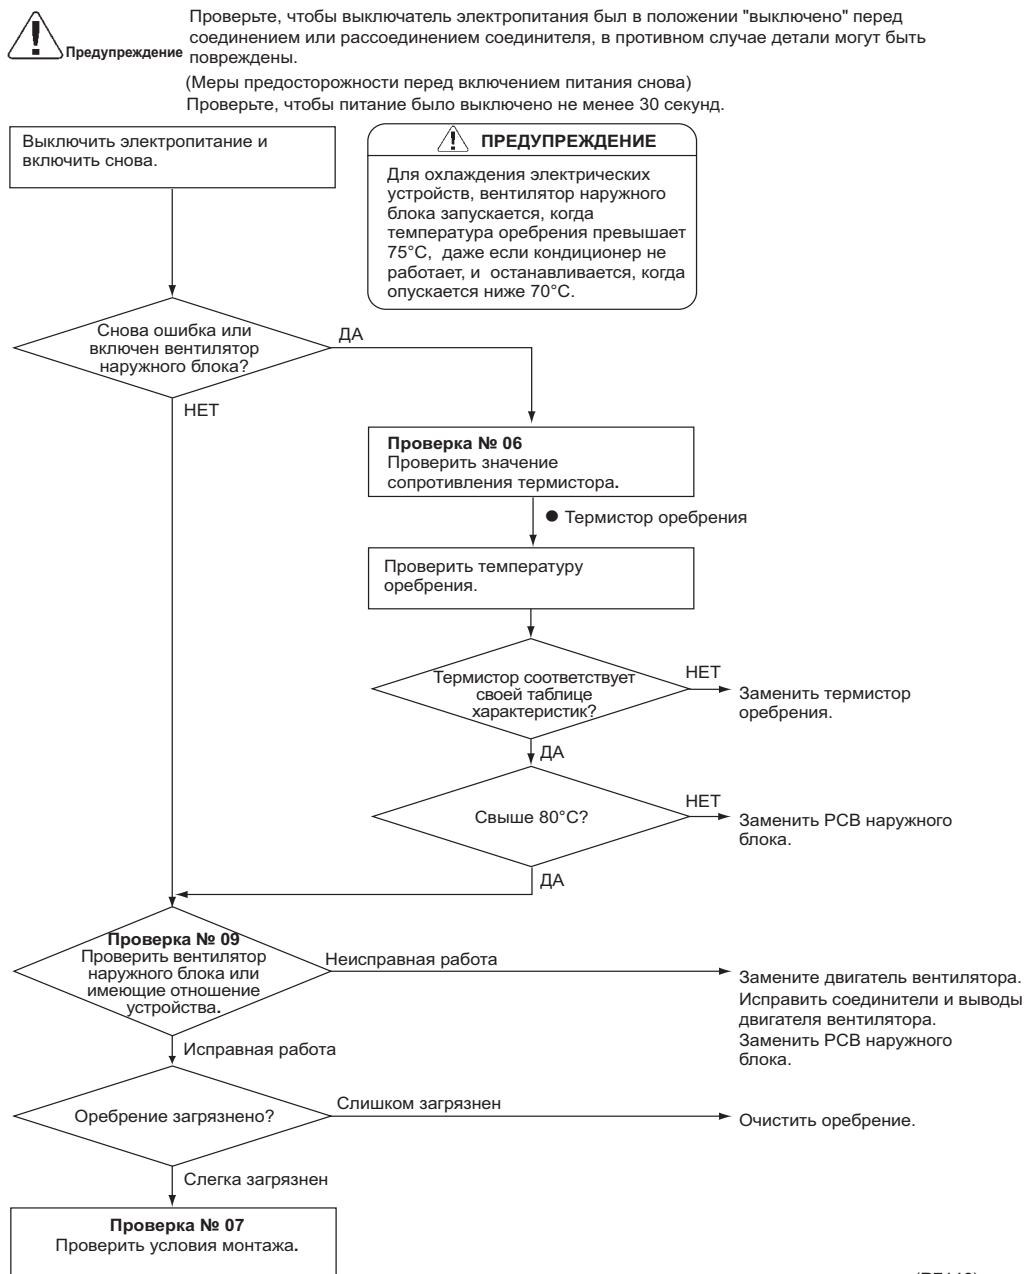 Проверьте, чтобы выключатель электропитания был в положении "выключено" перед
соединением или рассоединением соединителя, в противном случае детали могут быть
Предупреждение повреждены.
(Меры предосторожности перед включением питания снова)
Проверьте, чтобы питание было выключено не менее 30 секунд.
Выключить электропитание и
включить снова.
ПРЕДУПРЕЖДЕНИЕ
Для охлаждения электрических
устройств, вентилятор наружного
блока запускается, когда
температура оребрения превышает
75°C, даже если кондиционер не
работает, и останавливается, когда
опускается ниже 70°C.
Снова ошибка или
включен вентилятор
наружного блока?
ДА
НЕТ
Проверка № 06
Проверить значение
сопротивления термистора.
● Термистор оребрения
Проверить температуру
оребрения.
Термистор соответствует
своей таблице
характеристик?
НЕТ
Заменить термистор
оребрения.
ДА
Свыше 80°C?
НЕТ
Заменить PCB наружного
блока.
ДА
Проверка № 09
Проверить вентилятор
наружного блока или
имеющие отношение
устройства.
Неисправная работа
Замените двигатель вентилятора.
Исправить соединители и выводы
двигателя вентилятора.
Заменить PCB наружного
блока.
Исправная работа
Оребрение загрязнено?
Слишком загрязнен
Очистить оребрение.
Слегка загрязнен
Проверка № 07
Проверить условия монтажа.